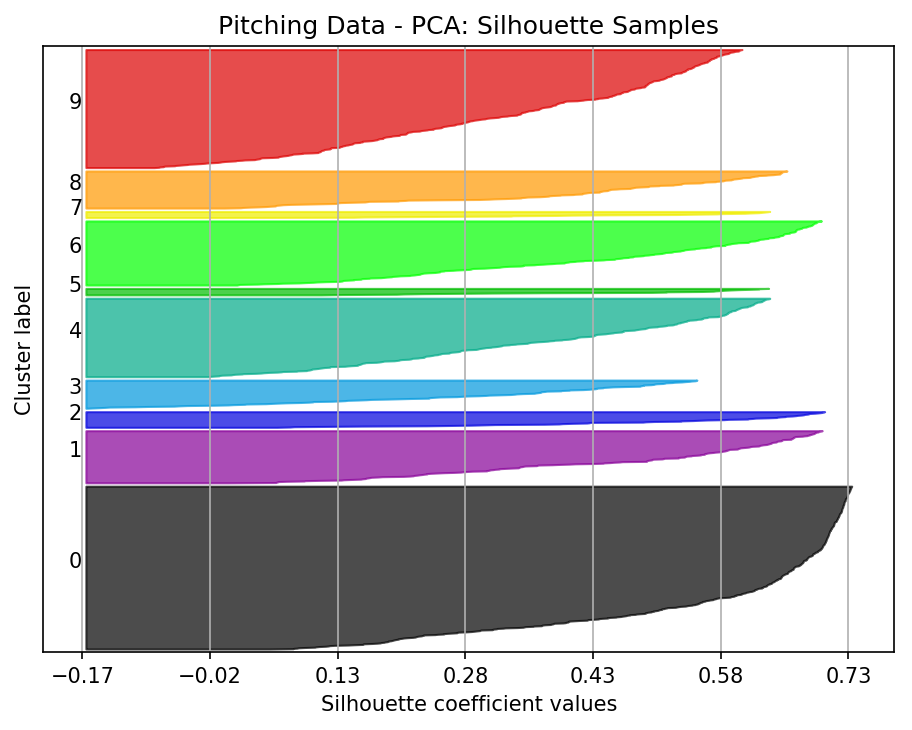 Pitching Data - PCA: Silhouette Samples
9
8
7
6
5
4
3
2
1
0
Cluster label
−0.17 −0.02 0.13 0.28 0.43 0.58 0.73
Silhouette coefficient values